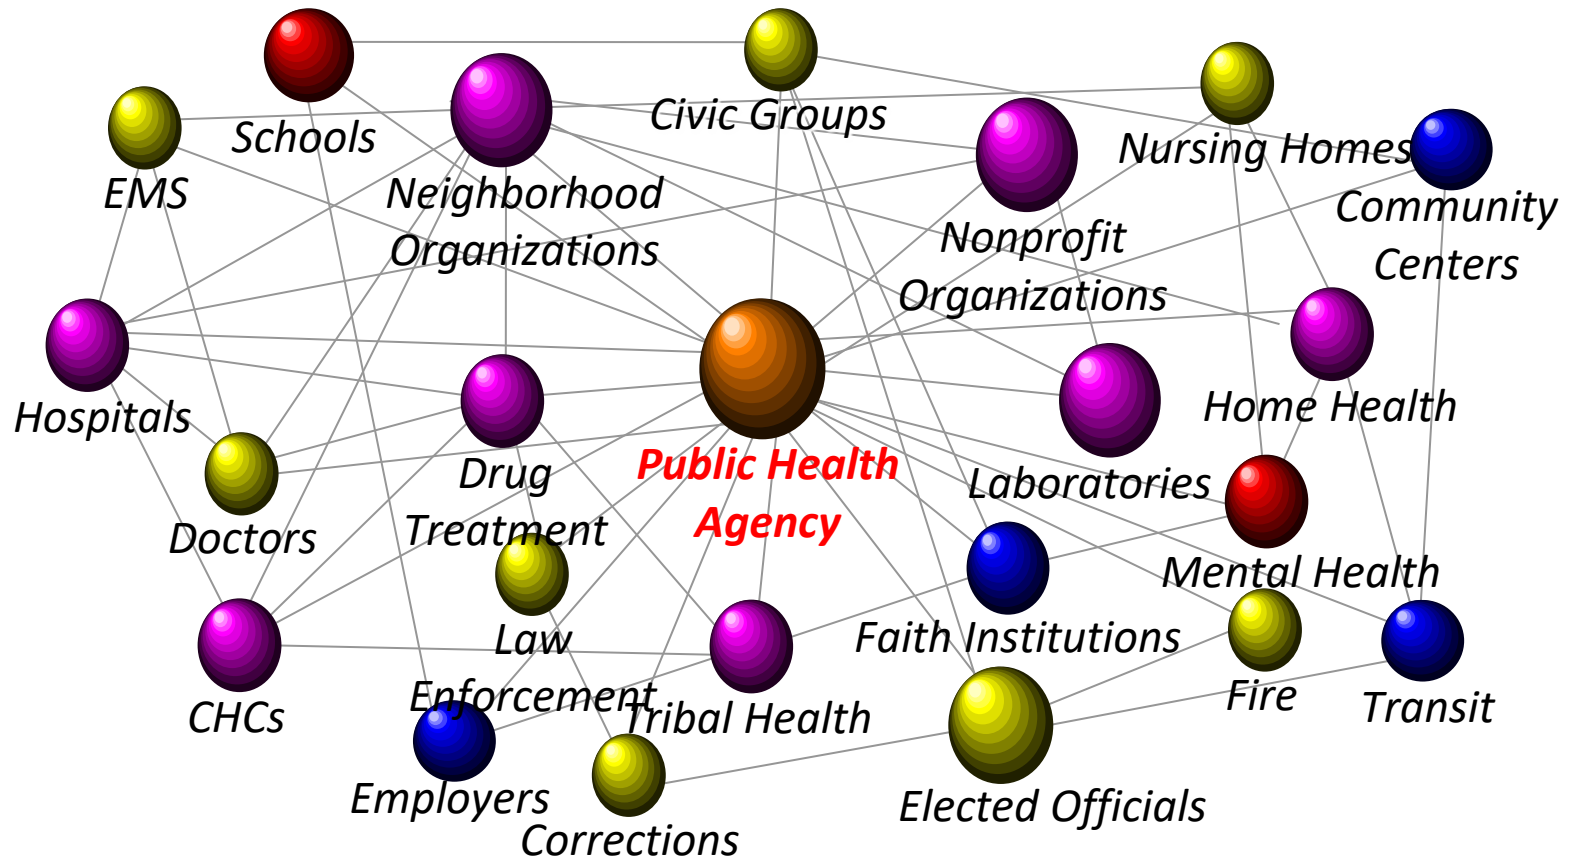 Schools
Civic Groups
Nursing Homes
EMS
Neighborhood
Organizations
Community
Centers
Nonprofit
Organizations
Hospitals
Home Health
Drug
Treatment
Public Health
Agency
Laboratories
Doctors
Mental Health
Law
Enforcement
Faith Institutions
CHCs
Tribal Health
Fire
Transit
Employers
Corrections
Elected Officials